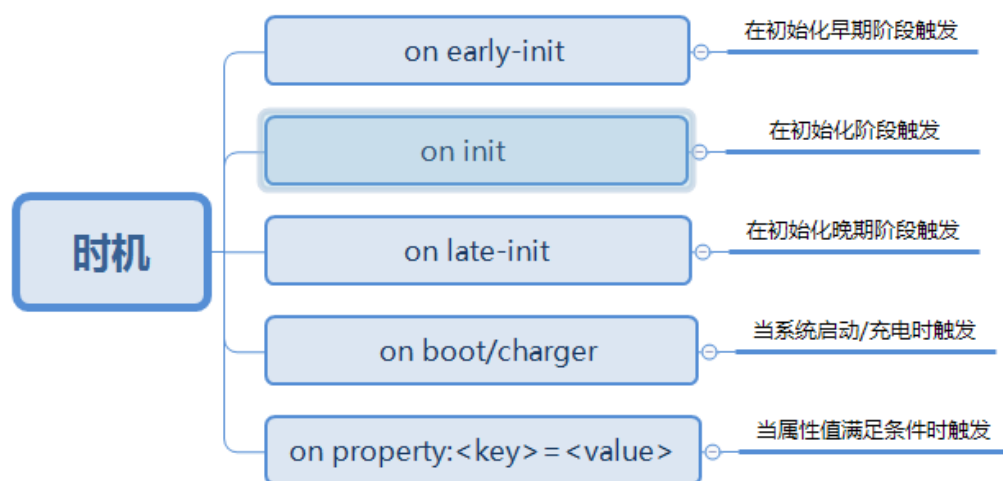 时机
on early-init
在初始化早期阶段触发
on init
在初始化阶段触发
on late-init
在初始化晚期阶段触发
on boot/charger
当系统启动/充电时触发
on property:<key>=<value>
当属性值满足条件时触发